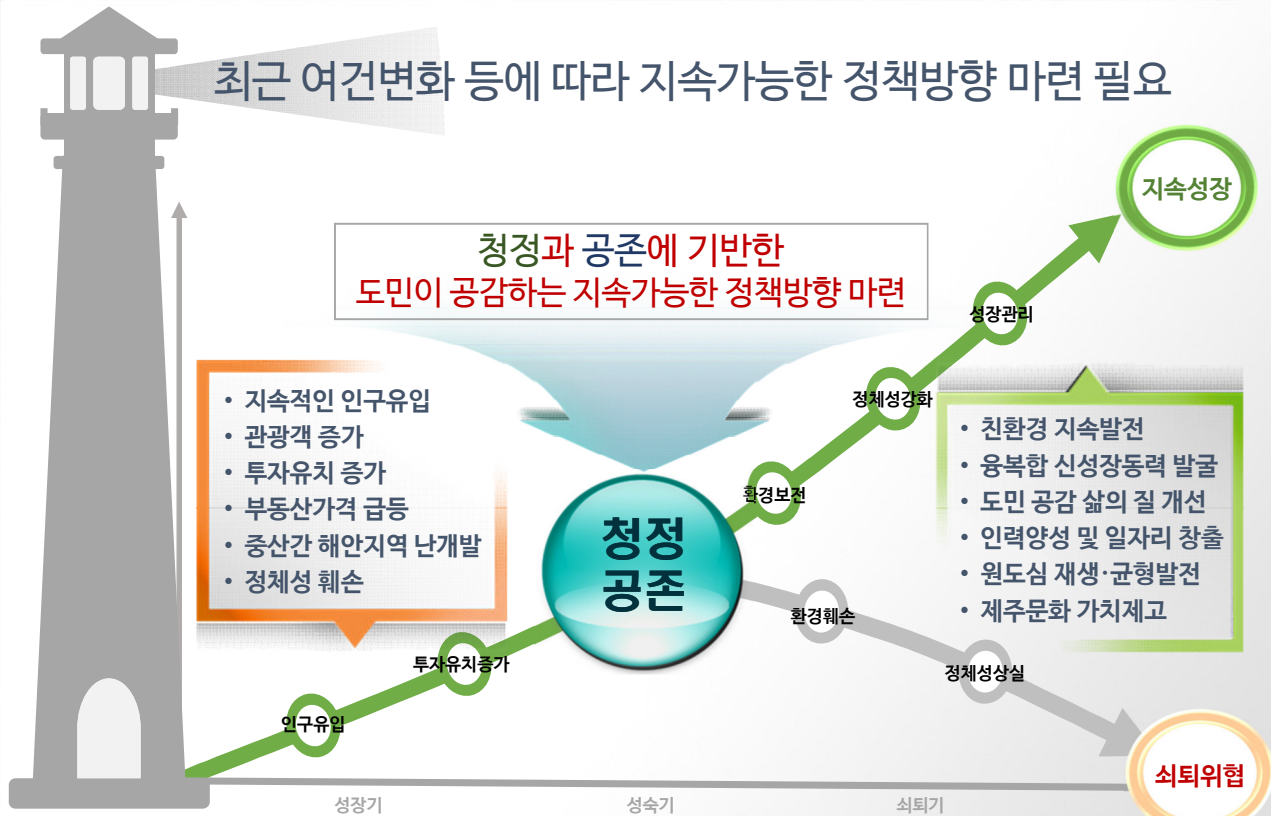 최근 여건변화 등에 따라 지속가능한 정책방향 마련 필요
지속성장
청정과 공존에 기반한
도민이 공감하는 지속가능한 정책방향 마련
성장관리
정체성강화
환경보전
• 지속적인 인구유입
• 관광객 증가
• 투자유치 증가
• 부동산가격 급등
• 중산간 해안지역 난개발
• 정체성 훼손
청정
공존
• 친환경 지속발전
• 융복합 신성장동력 발굴
• 도민 공감 삶의 질 개선
• 인력양성 및 일자리 창출
• 원도심 재생·균형발전
• 제주문화 가치제고
환경훼손
투자유치증가
정체성상실
인구유입
쇠퇴위협
성장기
성숙기
쇠퇴기